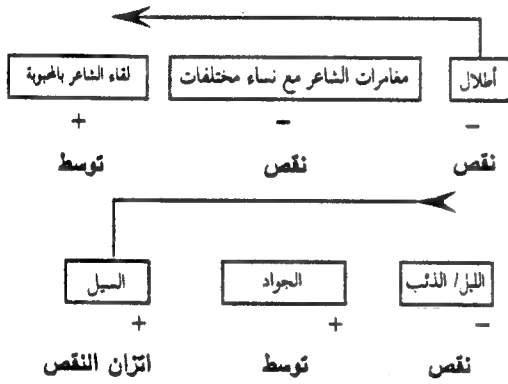 أطلال    مغامرات الشاعر مع نساء مختلفات    لقاء الشاعر بالمحبوبة
−    −    +
نقص    نقص    توسط
الليل/ الذئب    الجواد    السيل
−    +    +
نقص    توسط    اتزان النقص